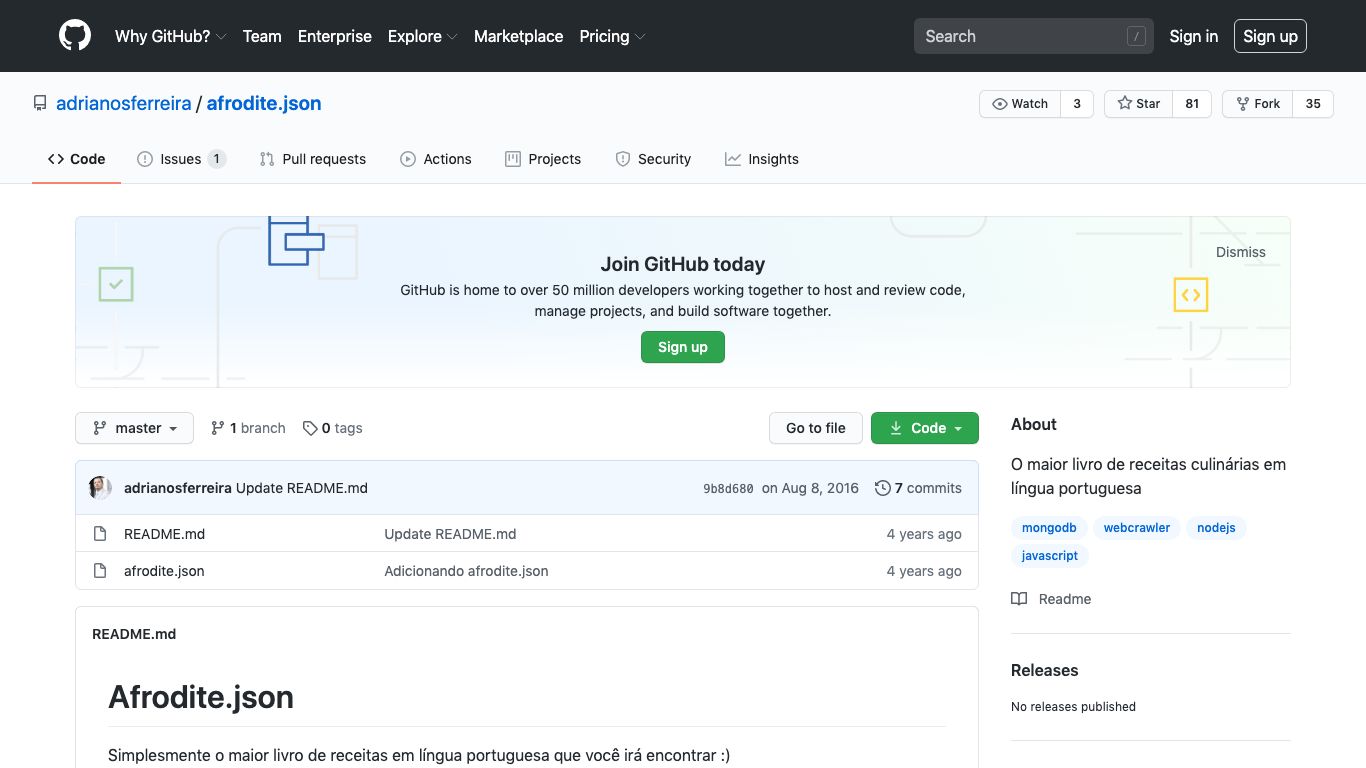 Why GitHub? Team Enterprise Explore Marketplace Pricing Search / Sign in Sign up
adrianosferreira / afrodite.json Watch 3 Star 81 Fork 35
Code Issues 1 Pull requests Actions Projects Security Insights
Dismiss
Join GitHub today
GitHub is home to over 50 million developers working together to host and review code,
manage projects, and build software together.
Sign up
master 1 branch 0 tags Go to file Code
adrianosferreira Update README.md 9b8d680 on Aug 8, 2016 7 commits
README.md Update README.md 4 years ago
afrodite.json Adicionando afrodite.json 4 years ago
README.md
Afrodite.json
Simplesmente o maior livro de receitas em língua portuguesa que você irá encontrar :)
About
O maior livro de receitas culinárias em
língua portuguesa
mongodb webcrawler nodejs
javascript
Readme
Releases
No releases published